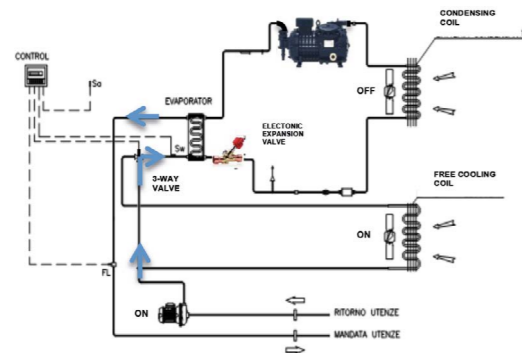 CONDENSING
COIL
CONTROL
So
OFF
EVAPORATOR
ELECTONIC
EXPANSION
VALVE
Sw
3-WAY
VALVE
FREE COOLING
COIL
ON
FL
ON
RITORNO UTENZE
MANDATA UTENZE